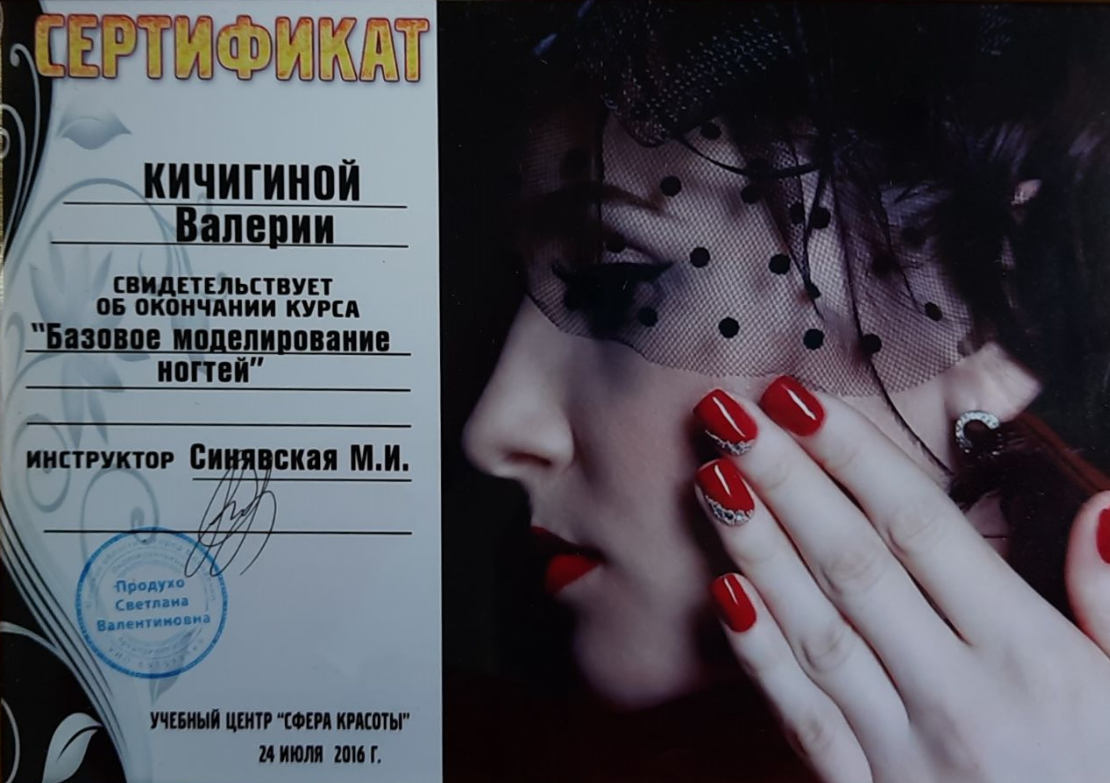 СЕРТИФИКАТ
КИЧИГИНОЙ
Валерии
СВИДЕТЕЛЬСТВУЕТ
ОБ ОКОНЧАНИИ КУРСА
"Базовое моделирование
ногтей"
ИНСТРУКТОР Синявская М.И.
Продухо
Светлана
Валентиновна
УЧЕБНЫЙ ЦЕНТР "СФЕРА КРАСОТЫ"
24 ИЮЛЯ 2016 Г.